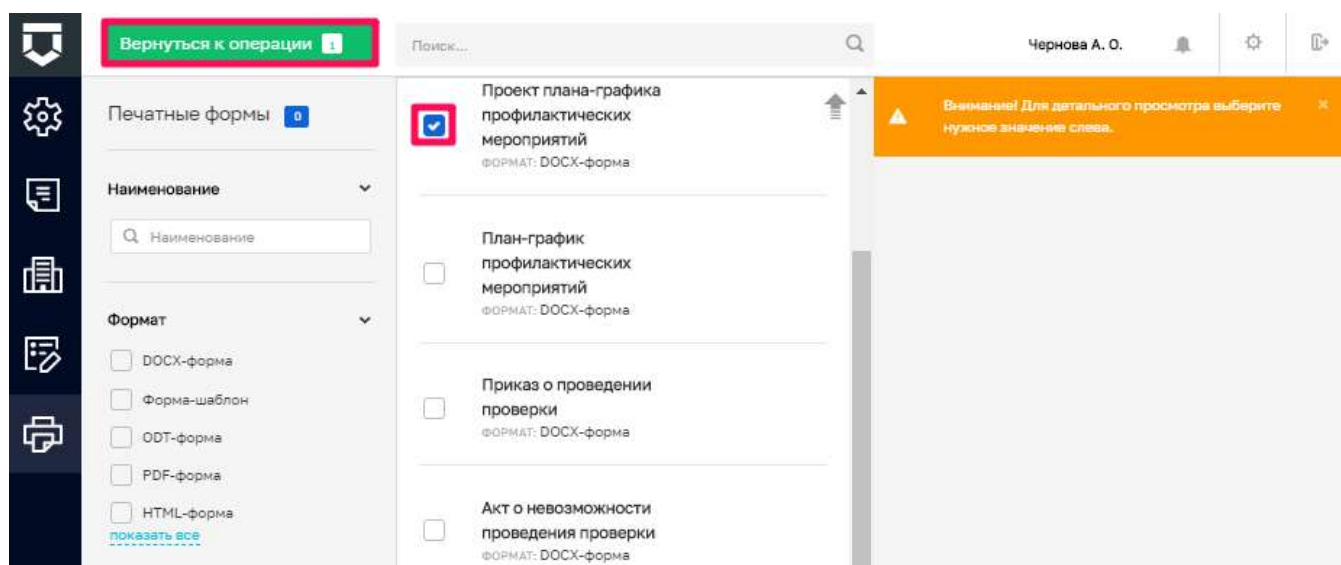 Вернуться к операции 1
Поиск...
Чернова А. О.
Печатные формы 0
Наименование
Наименование
Формат
DOCX-форма
Форма-шаблон
ODT-форма
PDF-форма
HTML-форма
показать все
Проект плана-графика
профилактических
мероприятий
ФОРМАТ: DOCX-форма
План-график
профилактических
мероприятий
ФОРМАТ: DOCX-форма
Приказ о проведении
проверки
ФОРМАТ: DOCX-форма
Акт о невозможности
проведения проверки
ФОРМАТ: DOCX-форма
Внимание! Для детального просмотра выберите
нужное значение слева.